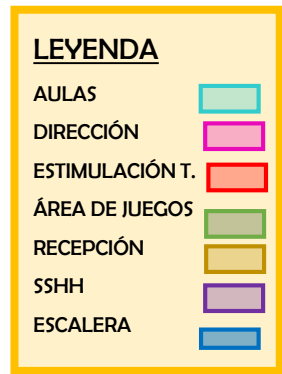 LEYENDA
AULAS
DIRECCIÓN
ESTIMULACIÓN T.
ÁREA DE JUEGOS
RECEPCIÓN
SSHH
ESCALERA